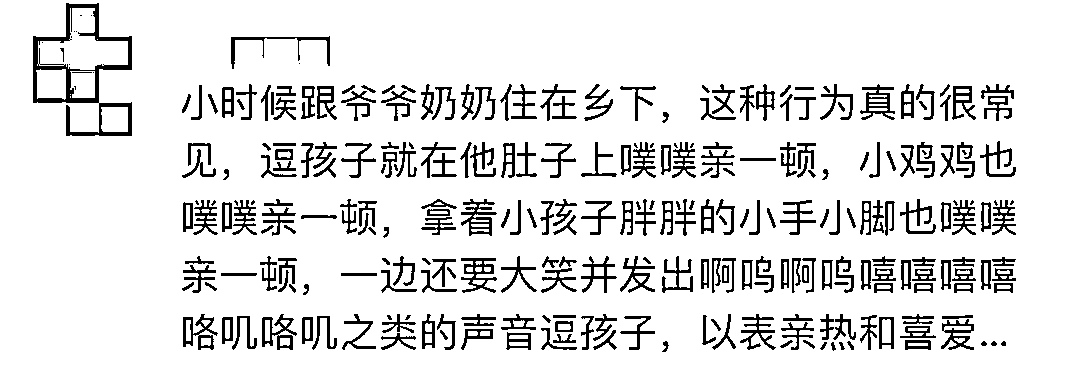 小时候跟爷爷奶奶住在乡下，这种行为真的很常
见，逗孩子就在他肚子上噗噗亲一顿，小鸡鸡也
噗噗亲一顿，拿着小孩子胖胖的小手小脚也噗噗
亲一顿，一边还要大笑并发出啊呜啊呜嘻嘻嘻嘻
咯叽咯叽之类的声音逗孩子，以表亲热和喜爱...